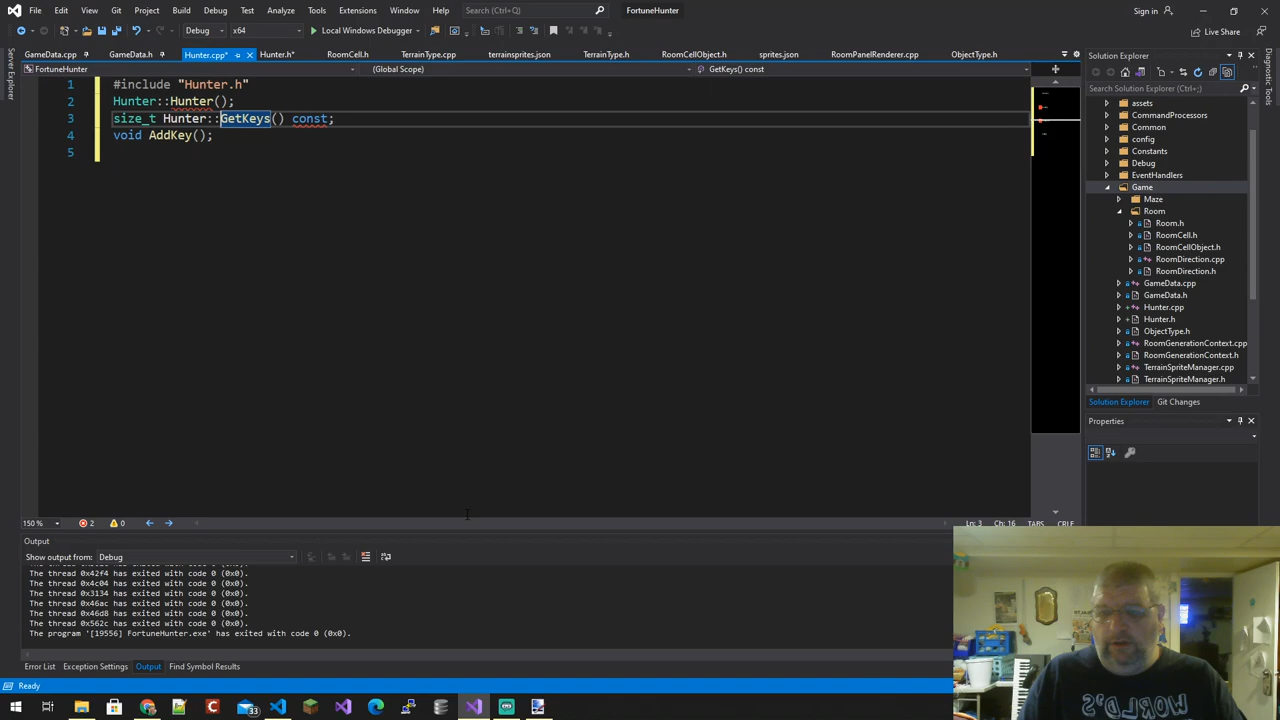 File Edit View Git Project Build Debug Test Analyze Tools Extensions Window Help Search (Ctrl+Q) FortuneHunter Sign in
Debug x64 Local Windows Debugger Live Share
GameData.cpp GameData.h Hunter.cpp* Hunter.h* RoomCell.h TerrainType.cpp terrainsprites.json TerrainType.h RoomCellObject.h sprites.json RoomPanelRenderer.cpp ObjectType.h
FortuneHunter (Global Scope) GetKeys() const
1 #include "Hunter.h"
2 Hunter::Hunter();
3 size_t Hunter::GetKeys() const;
4 void AddKey();
5
150 % 2 0 Ln: 3 Ch: 16 TABS CRLF
Output
Show output from: Debug
The thread 0x42f4 has exited with code 0 (0x0).
The thread 0x4c04 has exited with code 0 (0x0).
The thread 0x3134 has exited with code 0 (0x0).
The thread 0x46ac has exited with code 0 (0x0).
The thread 0x46d8 has exited with code 0 (0x0).
The thread 0x562c has exited with code 0 (0x0).
The program '[19556] FortuneHunter.exe' has exited with code 0 (0x0).
Error List Exception Settings Output Find Symbol Results
Ready
Server Explorer
Solution Explorer
Search Solution Explorer (Ctrl+;)
assets
CommandProcessors
Common
config
Constants
Debug
EventHandlers
Game
Maze
Room
Room.h
RoomCell.h
RoomCellObject.h
RoomDirection.cpp
RoomDirection.h
GameData.cpp
GameData.h
Hunter.cpp
Hunter.h
ObjectType.h
RoomGenerationContext.cpp
RoomGenerationContext.h
TerrainSpriteManager.cpp
TerrainSpriteManager.h
Solution Explorer Git Changes
Properties
Diagnostic Tools
33